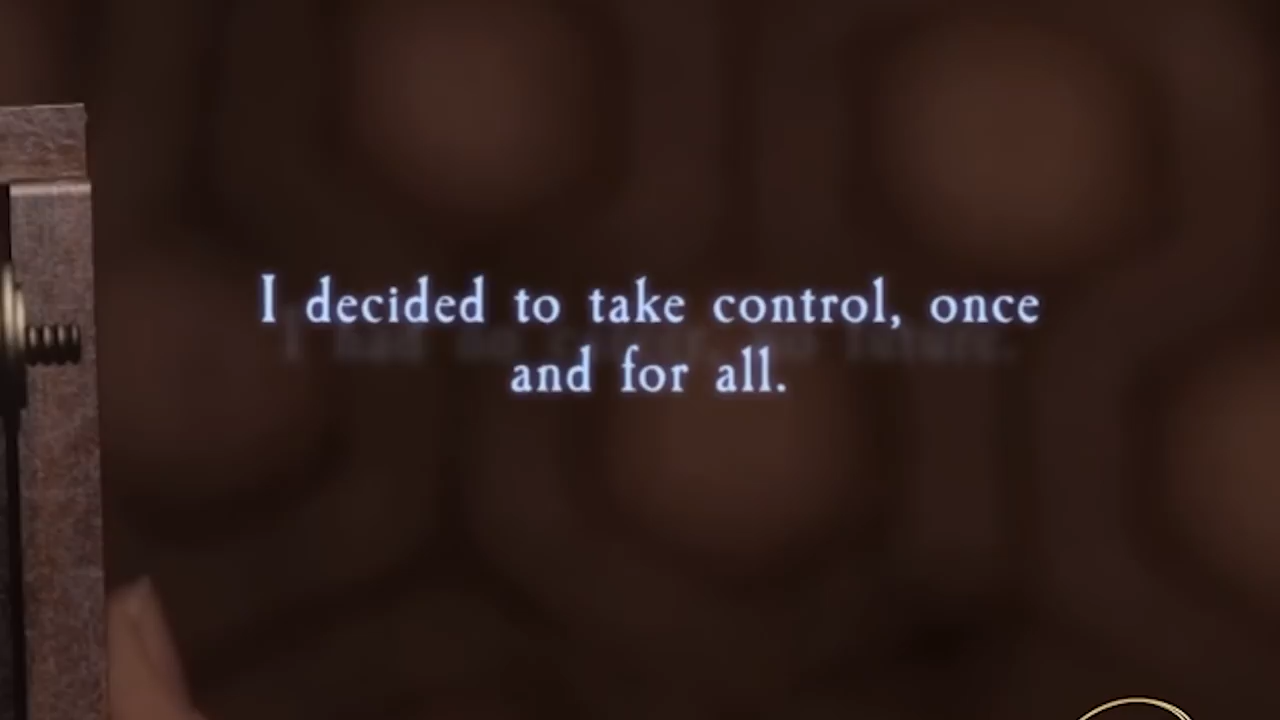 I decided to take control, once
and for all.